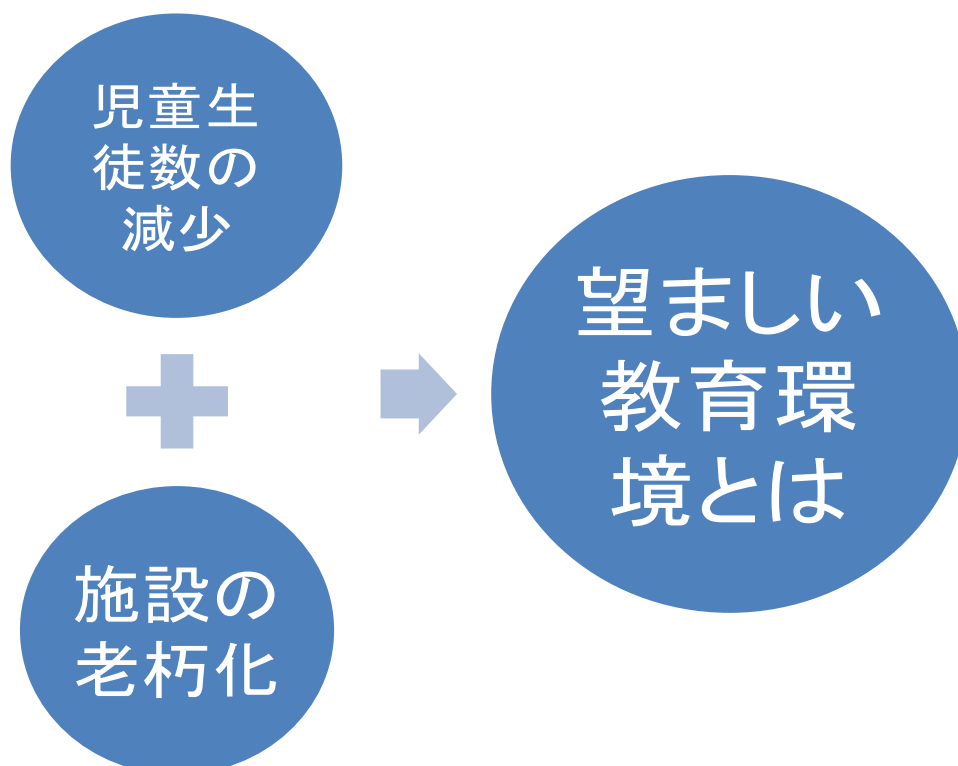 児童生
徒数の
減少
施設の
老朽化
望ましい
教育環
境とは